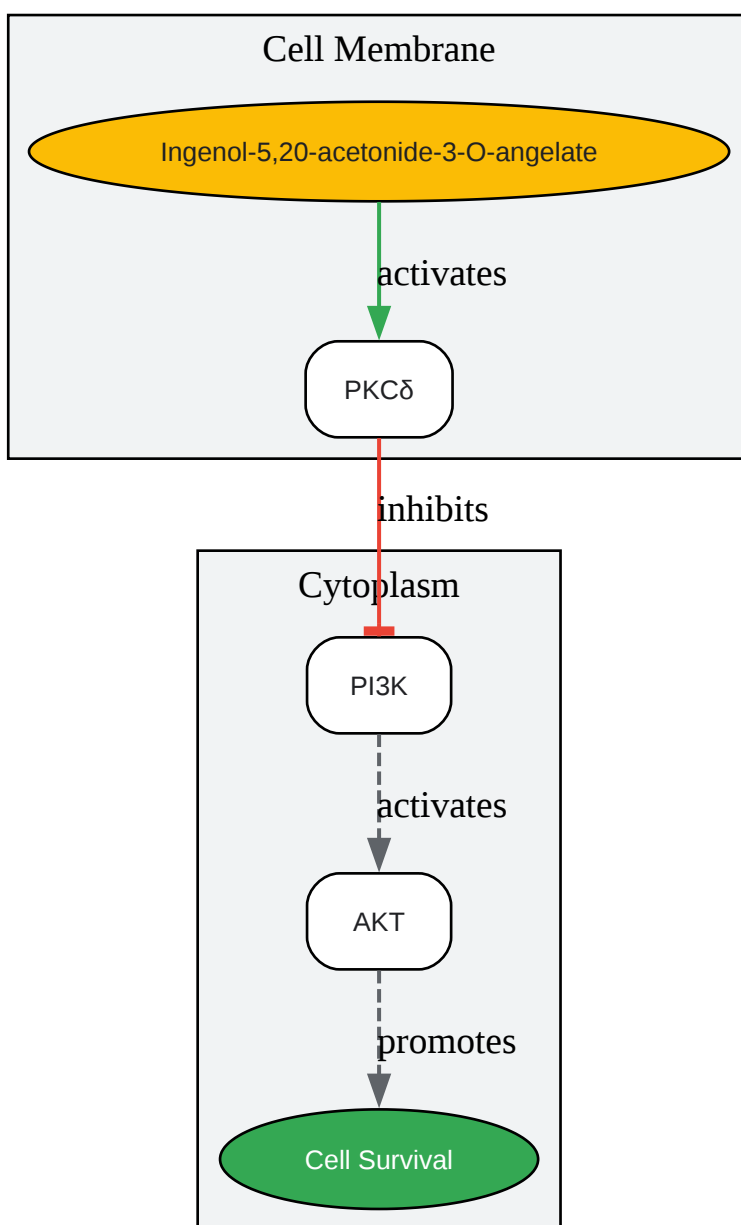 Cell Membrane
Ingenol-5,20-acetonide-3-O-angelate
activates
PKCδ
inhibits
Cytoplasm
PI3K
activates
AKT
promotes
Cell Survival